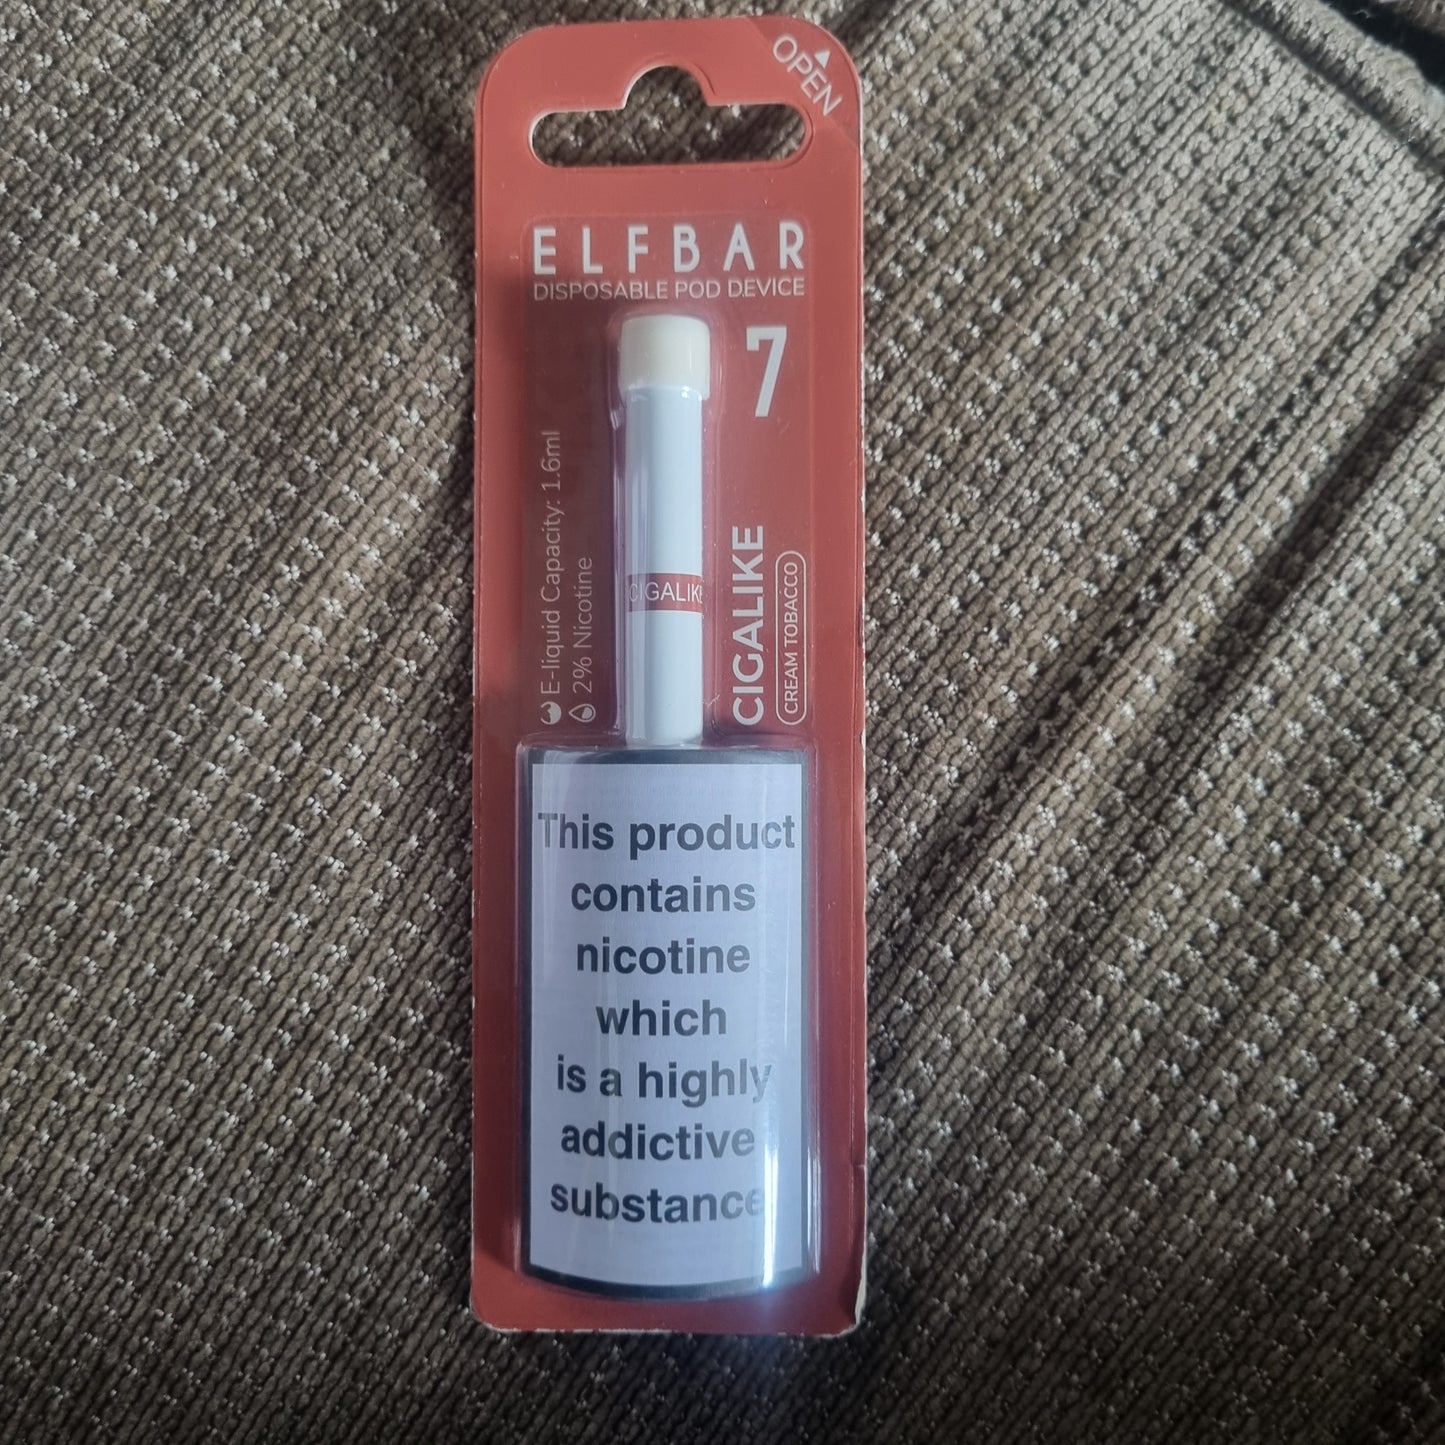 OPEN
ELFBAR
DISPOSABLE POD DEVICE
7
E-liquid Capacity: 1.6ml
2% Nicotine
CIGALIKE
CIGALIKE
CREAM TOBACCO
This product
contains
nicotine
which
is a highly
addictive
substance